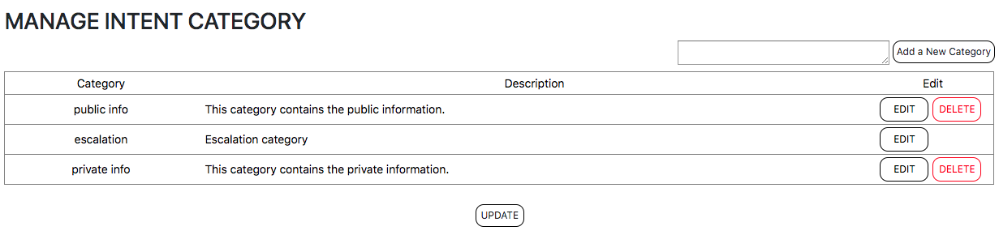 MANAGE INTENT CATEGORY
Add a New Category
Category Description Edit
public info This category contains the public information. EDIT DELETE
escalation Escalation category EDIT
private info This category contains the private information. EDIT DELETE
UPDATE